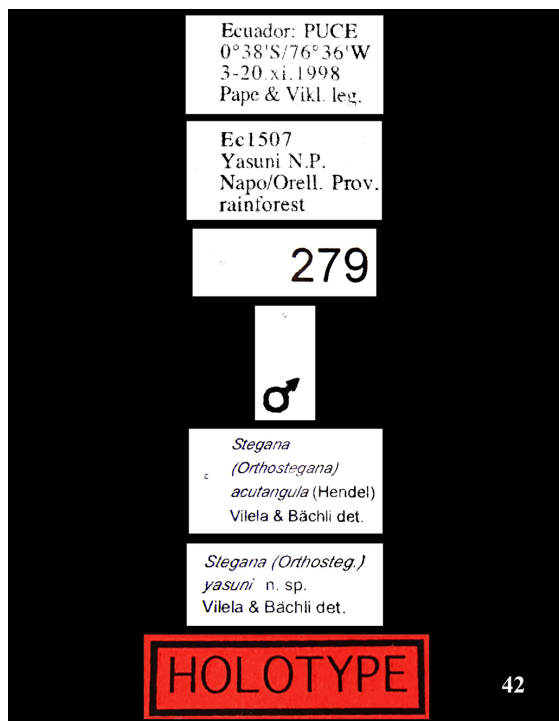 Ecuador: PUCE
0°38'S/76°36'W
3-20.xi.1998
Pape & Vikl. leg.
Ec1507
Yasuni N.P.
Napo/Orell. Prov.
rainforest
279
♂
Stegana
(Orthostegana)
acutangula (Hendel)
Vilela & Bächli det.
Stegana (Orthosteg.)
yasuni n. sp.
Vilela & Bächli det.
HOLOTYPE
42